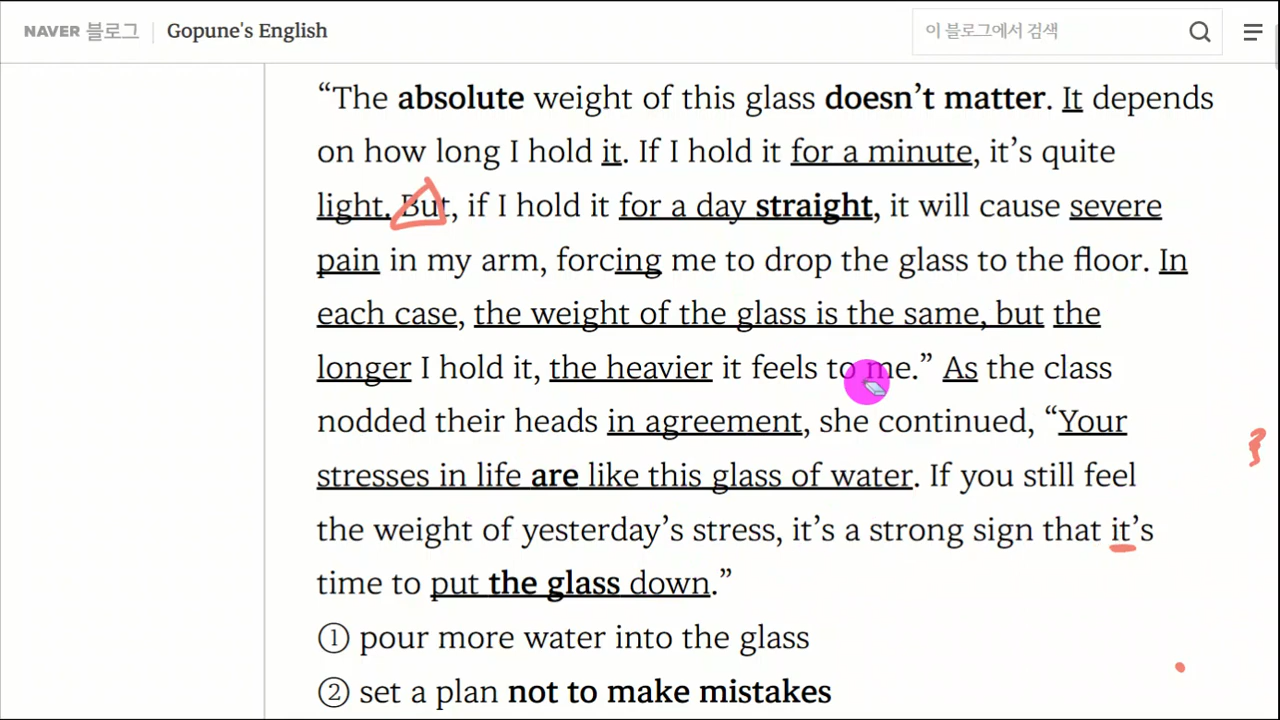 NAVER 블로그 | Gopune's English
이 블로그에서 검색
“The absolute weight of this glass doesn’t matter. It depends
on how long I hold it. If I hold it for a minute, it’s quite
light. But, if I hold it for a day straight, it will cause severe
pain in my arm, forcing me to drop the glass to the floor. In
each case, the weight of the glass is the same, but the
longer I hold it, the heavier it feels to me.” As the class
nodded their heads in agreement, she continued, “Your
stresses in life are like this glass of water. If you still feel
the weight of yesterday’s stress, it’s a strong sign that it’s
time to put the glass down.”
① pour more water into the glass
② set a plan not to make mistakes